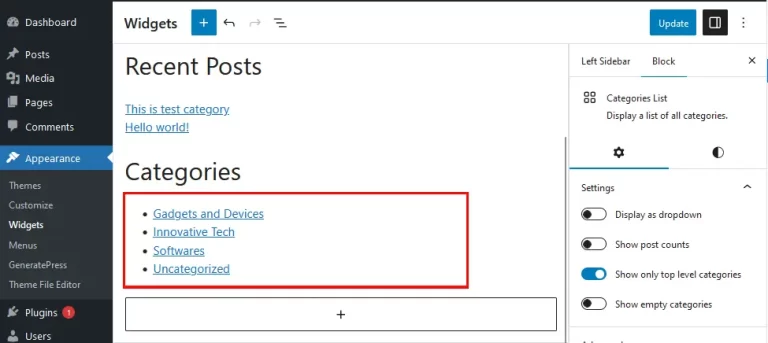 Dashboard
Posts
Media
Pages
Comments
Appearance
Themes
Customize
Widgets
Menus
GeneratePress
Theme File Editor
Plugins 1
Users
Widgets
Update
Recent Posts
This is test category
Hello world!
Categories
Gadgets and Devices
Innovative Tech
Softwares
Uncategorized
Left Sidebar Block
Categories List
Display a list of all categories.
Settings
Display as dropdown
Show post counts
Show only top level categories
Show empty categories